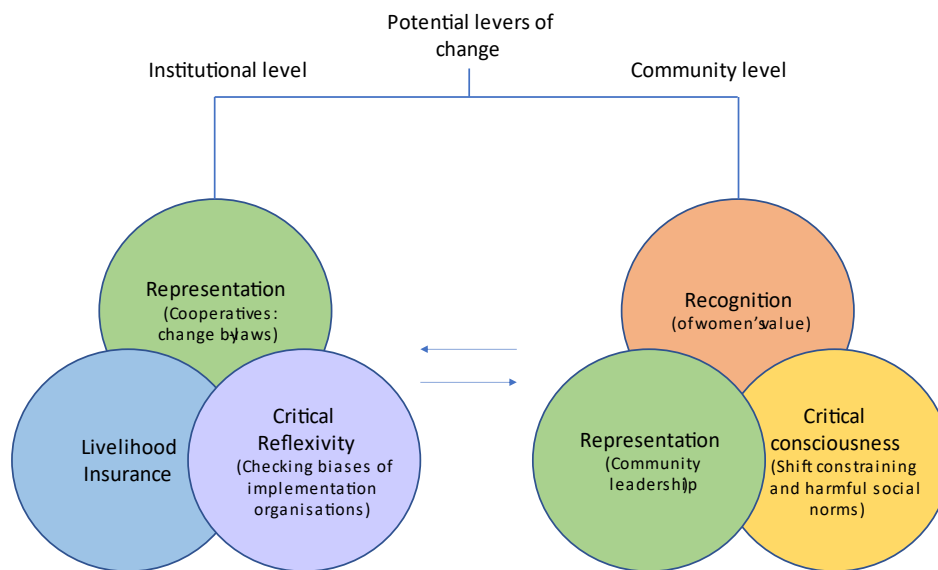 Potential levers of
change
Institutional level
Community level
Representation
(Cooperatives:
change bylaws)
Livelihood
Insurance
Critical
Reflexivity
(Checking biases of
implementation
organisations)
Recognition
(of women's value)
Representation
(Community
leadership)
Critical
consciousness
(Shift constraining
and harmful social
norms)